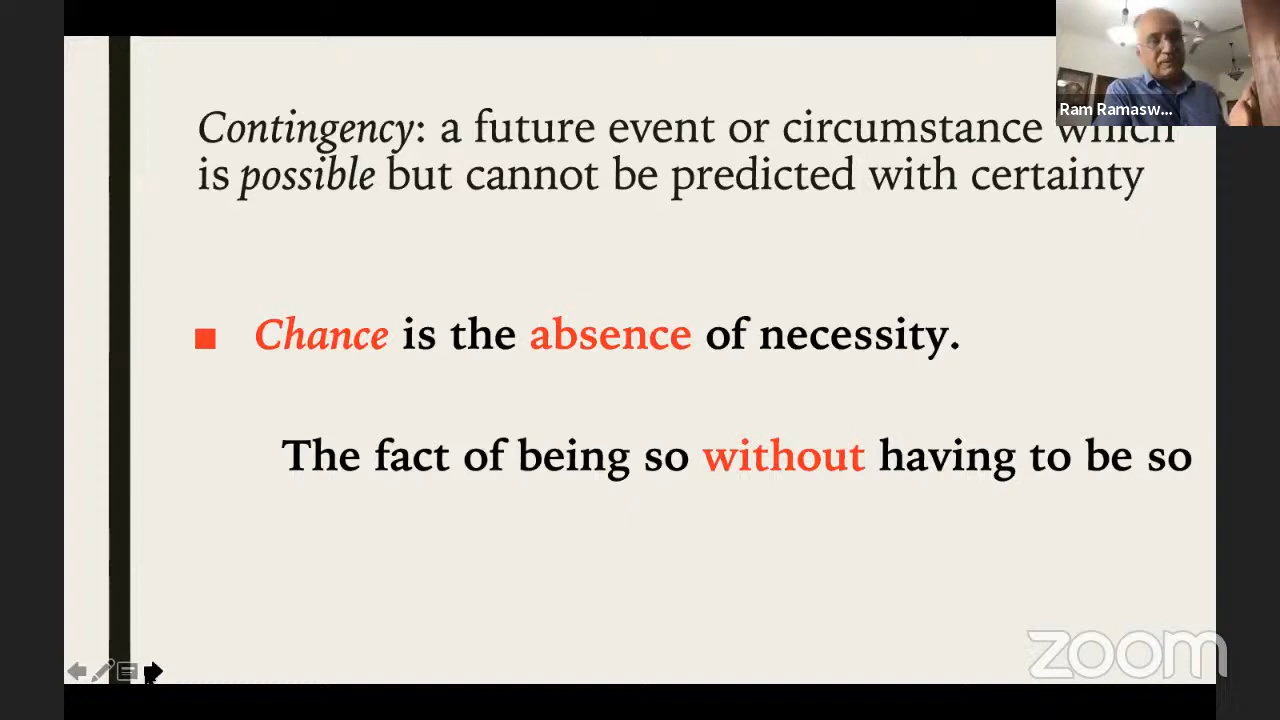 Contingency: a future event or circumstance which
is possible but cannot be predicted with certainty
Ram Ramasw...
■ Chance is the absence of necessity.
The fact of being so without having to be so
zoom